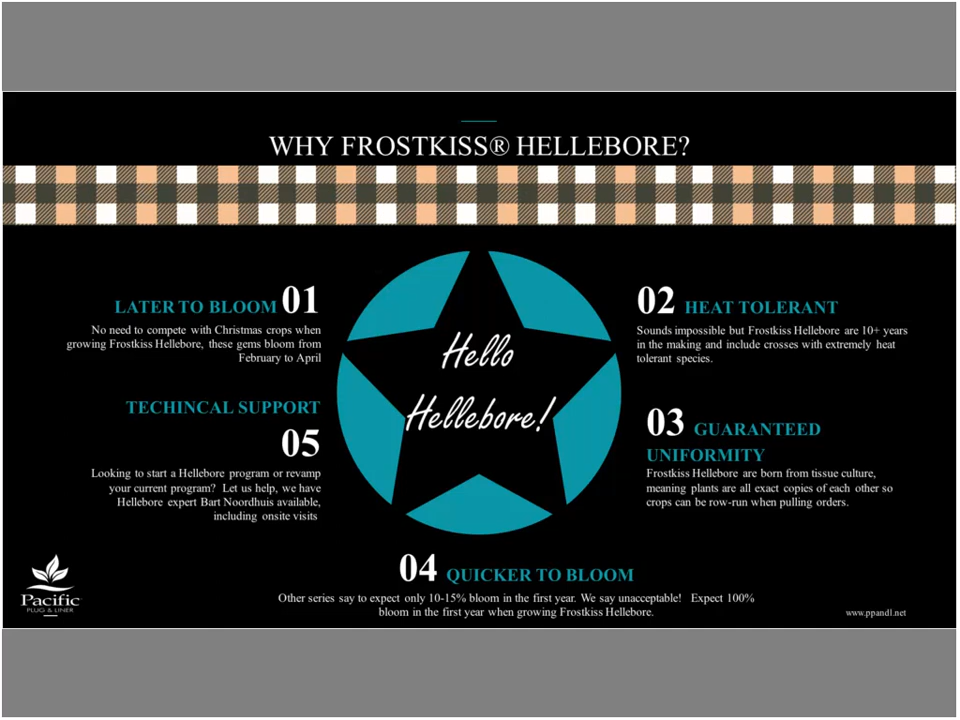 WHY FROSTKISS® HELLEBORE?
LATER TO BLOOM 01
No need to compete with Christmas crops when
growing Frostkiss Hellebore, these gems bloom from
February to April
02 HEAT TOLERANT
Sounds impossible but Frostkiss Hellebore are 10+ years
in the making and include crosses with extremely heat
tolerant species.
Hello
Hellebore!
TECHINCAL SUPPORT
05
Looking to start a Hellebore program or revamp
your current program? Let us help, we have
Hellebore expert Bart Noordhuis available,
including onsite visits
03 GUARANTEED
UNIFORMITY
Frostkiss Hellebore are born from tissue culture,
meaning plants are all exact copies of each other so
crops can be row-run when pulling orders.
04 QUICKER TO BLOOM
Other series say to expect only 10-15% bloom in the first year. We say unacceptable! Expect 100%
bloom in the first year when growing Frostkiss Hellebore.
Pacific
PLUG & LINER
www.ppandl.net